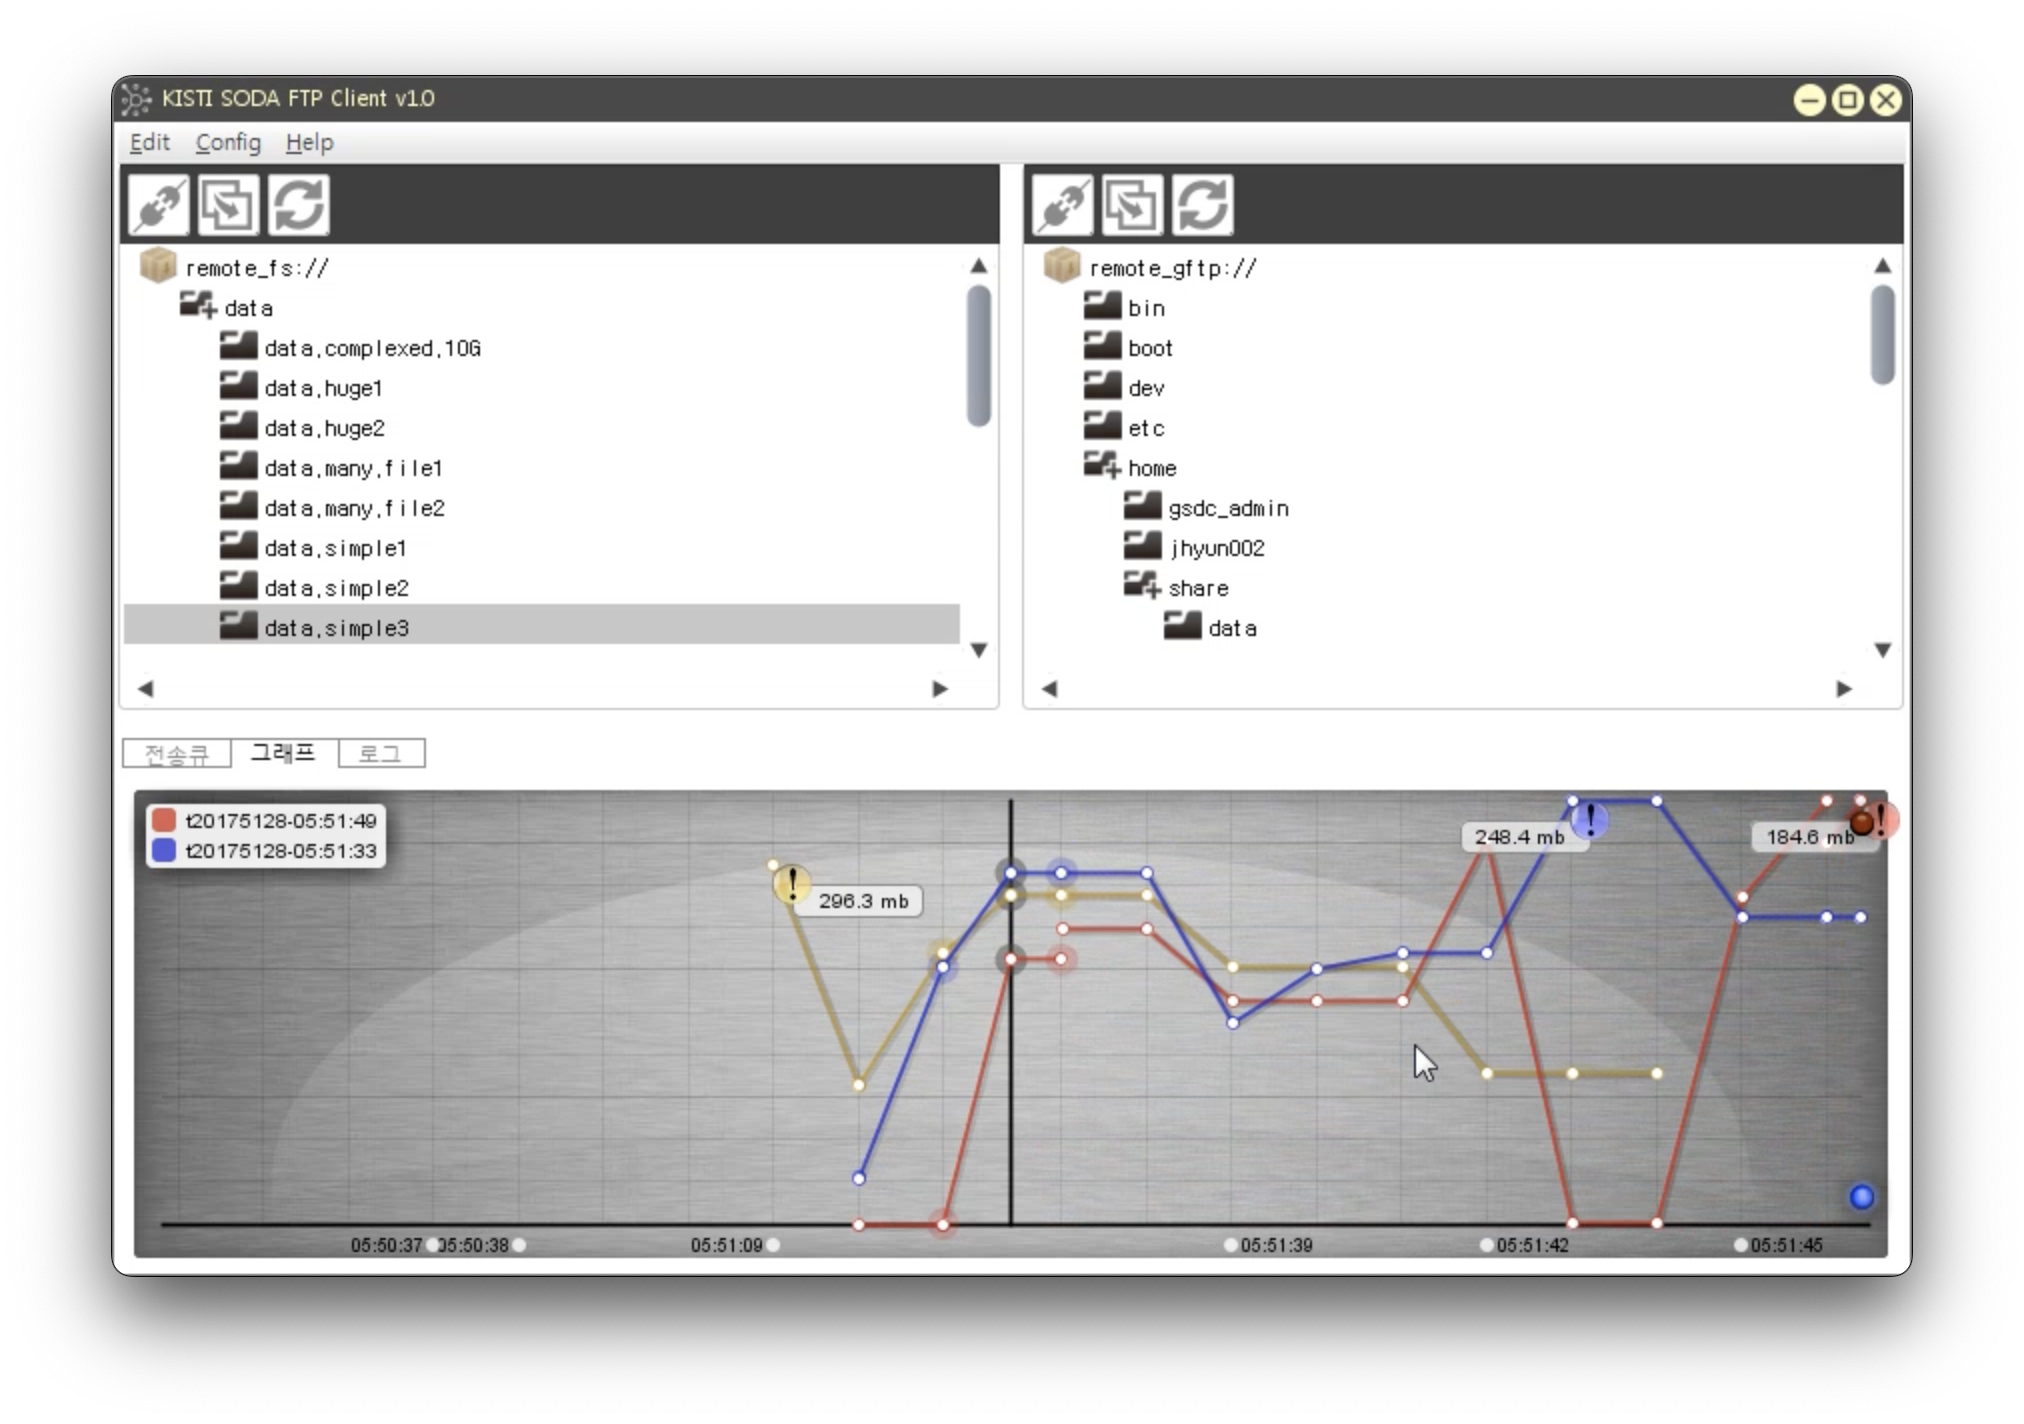 KISTI SODA FTP Client v1.0
Edit Config Help
remote_fs://
data
data,complexed,10G
data,huge1
data,huge2
data,many,file1
data,many,file2
data,simple1
data,simple2
data,simple3
remote_gftp://
bin
boot
dev
etc
home
gsdc_admin
jhyun002
share
data
전송큐 그래프 로그
t20175128-05:51:49
t20175128-05:51:33
296.3 mb
248.4 mb
184.6 mb
05:50:37 05:50:38 05:51:09 05:51:39 05:51:42 05:51:45